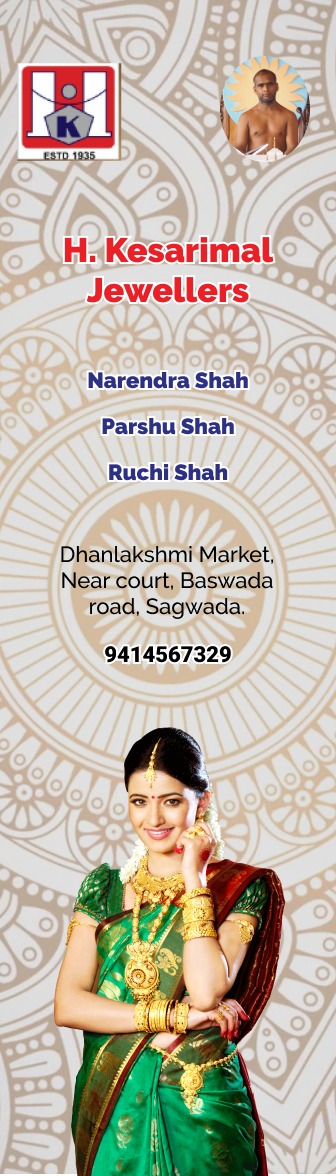 H
K
ESTD 1935
H. Kesarimal
Jewellers
Narendra Shah
Parshu Shah
Ruchi Shah
Dhanlakshmi Market,
Near court, Baswada
road, Sagwada.
9414567329